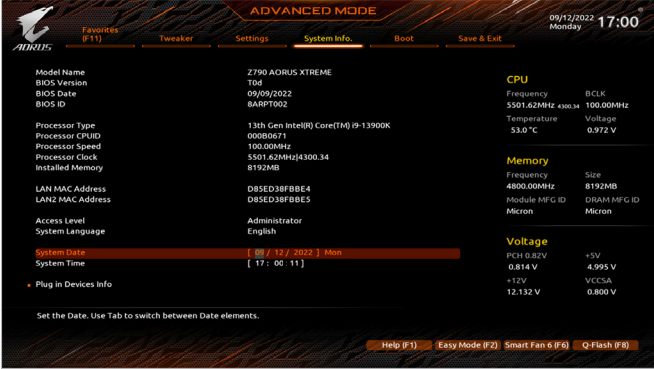 ADVANCED MODE
09/12/2022 Monday 17:00
AORUS
Favorites (F11) Tweaker Settings System Info. Boot Save & Exit
Model Name Z790 AORUS XTREME
BIOS Version T0d
BIOS Date 09/09/2022
BIOS ID 8ARPT002
Processor Type 13th Gen Intel(R) Core(TM) i9-13900K
Processor CPUID 000B0671
Processor Speed 100.00MHz
Processor Clock 5501.62MHz|4300.34
Installed Memory 8192MB
LAN MAC Address D85ED38FBBE4
LAN2 MAC Address D85ED38FBBE5
Access Level Administrator
System Language English
System Date [ 09/ 12/ 2022 ] Mon
System Time [ 17: 00: 11]
Plug in Devices Info
Set the Date. Use Tab to switch between Date elements.
CPU
Frequency BCLK
5501.62MHz 4300.34 100.00MHz
Temperature Voltage
53.0 °C 0.972 V
Memory
Frequency Size
4800.00MHz 8192MB
Module MFG ID DRAM MFG ID
Micron Micron
Voltage
PCH 0.82V +5V
0.814 V 4.995 V
+12V VCCSA
12.132 V 0.800 V
Help (F1) Easy Mode (F2) Smart Fan 6 (F6) Q-Flash (F8)